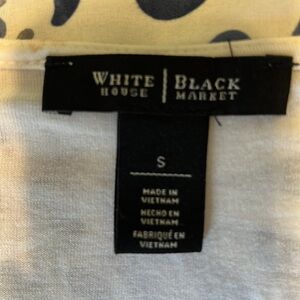 WHITE | BLACK
HOUSE | MARKET
S
MADE IN
VIETNAM
HECHO EN
VIETNAM
FABRIQUÉ EN
VIETNAM